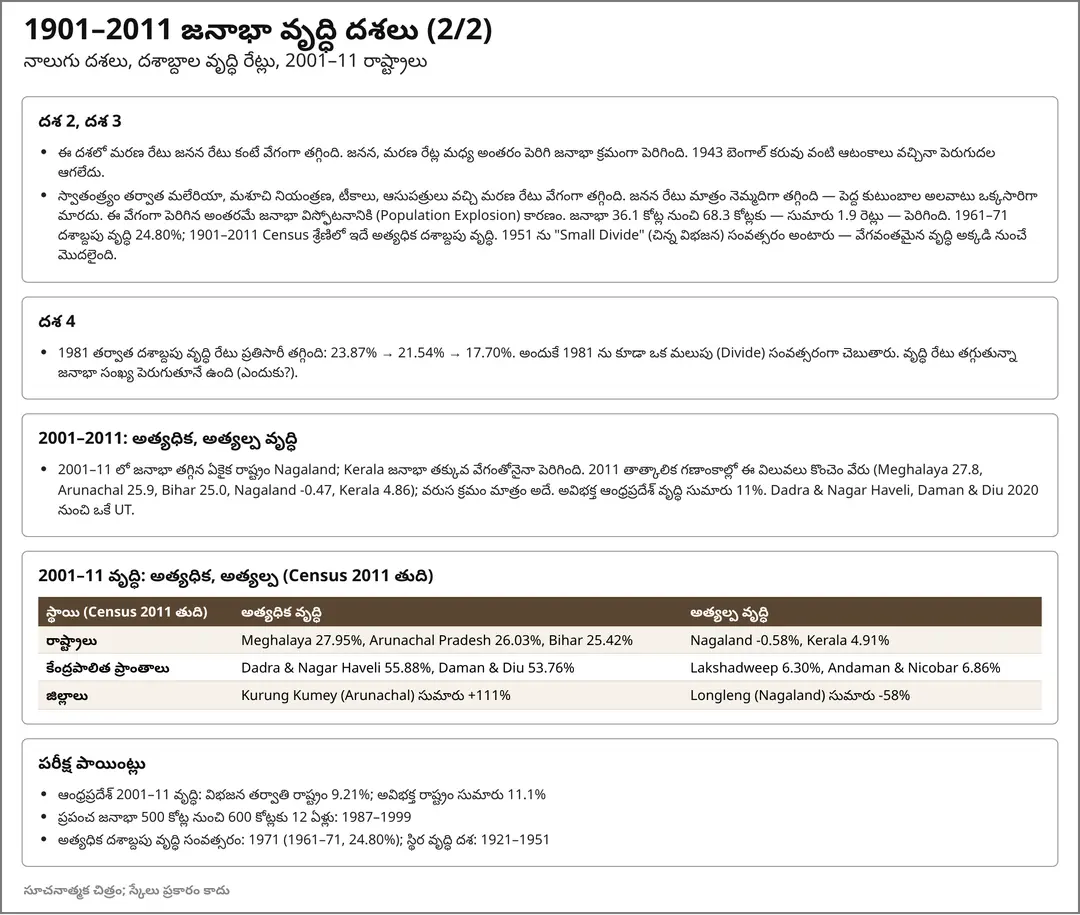 1901–2011 జనాభా వృద్ధి దశలు (2/2)
నాలుగు దశలు, దశాబ్దాల వృద్ధి రేట్లు, 2001–11 రాష్ట్రాలు
దశ 2, దశ 3
• ఈ దశలో మరణ రేటు జనన రేటు కంటే వేగంగా తగ్గింది. జనన, మరణ రేట్ల మధ్య అంతరం పెరిగి జనాభా క్రమంగా పెరిగింది. 1943 బెంగాల్ కరువు వంటి ఆటంకాలు వచ్చినా పెరుగుదల
ఆగలేదు.
• స్వాతంత్ర్యం తర్వాత మలేరియా, మశూచి నియంత్రణ, టీకాలు, ఆసుపత్రులు వచ్చి మరణ రేటు వేగంగా తగ్గింది. జనన రేటు మాత్రం నెమ్మదిగా తగ్గింది — పెద్ద కుటుంబాల అలవాటు ఒక్కసారిగా
మారదు. ఈ వేగంగా పెరిగిన అంతరమే జనాభా విస్ఫోటనానికి (Population Explosion) కారణం. జనాభా 36.1 కోట్ల నుంచి 68.3 కోట్లకు — సుమారు 1.9 రెట్లు — పెరిగింది. 1961–71
దశాబ్దపు వృద్ధి 24.80%; 1901–2011 Census శ్రేణిలో ఇదే అత్యధిక దశాబ్దపు వృద్ధి. 1951 ను "Small Divide" (చిన్న విభజన) సంవత్సరం అంటారు — వేగవంతమైన వృద్ధి అక్కడి నుంచే
మొదలైంది.
దశ 4
• 1981 తర్వాత దశాబ్దపు వృద్ధి రేటు ప్రతిసారీ తగ్గింది: 23.87% → 21.54% → 17.70%. అందుకే 1981 ను కూడా ఒక మలుపు (Divide) సంవత్సరంగా చెబుతారు. వృద్ధి రేటు తగ్గుతున్నా
జనాభా సంఖ్య పెరుగుతూనే ఉంది (ఎందుకు?).
2001–2011: అత్యధిక, అత్యల్ప వృద్ధి
• 2001–11 లో జనాభా తగ్గిన ఏకైక రాష్ట్రం Nagaland; Kerala జనాభా తక్కువ వేగంతోనైనా పెరిగింది. 2011 తాత్కాలిక గణాంకాల్లో ఈ విలువలు కొంచెం వేరు (Meghalaya 27.8,
Arunachal 25.9, Bihar 25.0, Nagaland -0.47, Kerala 4.86); వరుస క్రమం మాత్రం అదే. అవిభక్త ఆంధ్రప్రదేశ్ వృద్ధి సుమారు 11%. Dadra & Nagar Haveli, Daman & Diu 2020
నుంచి ఒకే UT.
2001–11 వృద్ధి: అత్యధిక, అత్యల్ప (Census 2011 తుది)
స్థాయి (Census 2011 తుది) అత్యధిక వృద్ధి అత్యల్ప వృద్ధి
రాష్ట్రాలు Meghalaya 27.95%, Arunachal Pradesh 26.03%, Bihar 25.42% Nagaland -0.58%, Kerala 4.91%
కేంద్రపాలిత ప్రాంతాలు Dadra & Nagar Haveli 55.88%, Daman & Diu 53.76% Lakshadweep 6.30%, Andaman & Nicobar 6.86%
జిల్లాలు Kurung Kumey (Arunachal) సుమారు +111% Longleng (Nagaland) సుమారు -58%
పరీక్ష పాయింట్లు
• ఆంధ్రప్రదేశ్ 2001–11 వృద్ధి: విభజన తర్వాతి రాష్ట్రం 9.21%; అవిభక్త రాష్ట్రం సుమారు 11.1%
• ప్రపంచ జనాభా 500 కోట్ల నుంచి 600 కోట్లకు 12 ఏళ్లు: 1987–1999
• అత్యధిక దశాబ్దపు వృద్ధి సంవత్సరం: 1971 (1961–71, 24.80%); స్థిర వృద్ధి దశ: 1921–1951
సూచనాత్మక చిత్రం; స్కేలు ప్రకారం కాదు